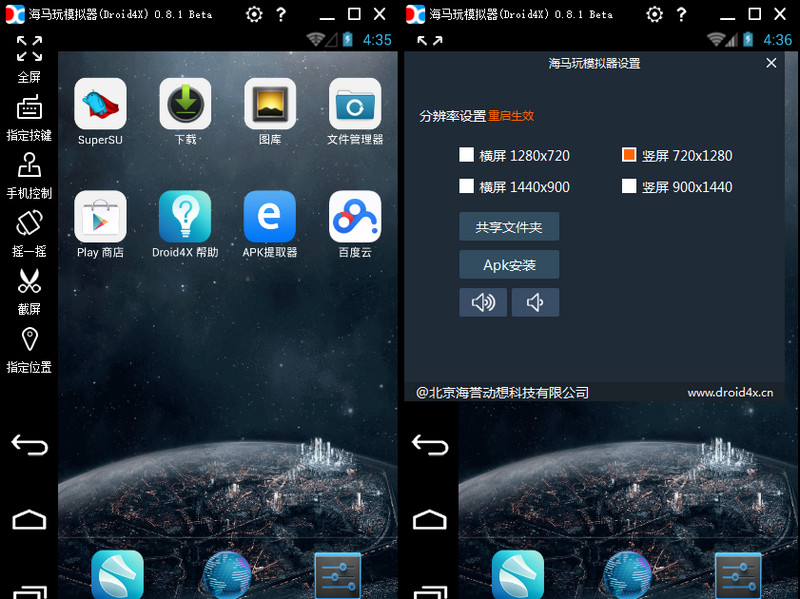 海马玩模拟器(Droid4X) 0.8.1 Beta
?
4:35
全屏
指定按键
手机控制
摇一摇
截屏
指定位置
SuperSU
下载
图库
文件管理器
Play 商店
Droid4X 帮助
APK提取器
百度云
海马玩模拟器(Droid4X) 0.8.1 Beta
?
4:36
海马玩模拟器设置
分辨率设置 重启生效
横屏 1280x720
竖屏 720x1280
横屏 1440x900
竖屏 900x1440
共享文件夹
Apk安装
@北京海誉动想科技有限公司
www.droid4x.cn